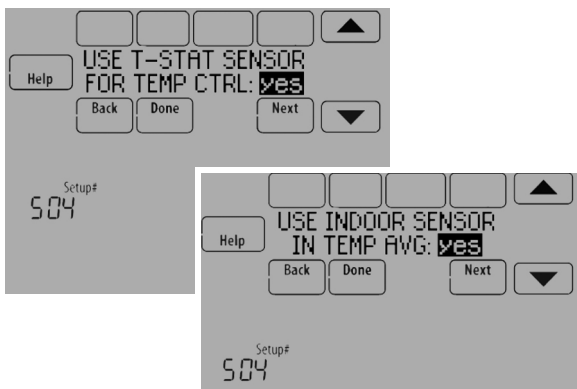 USE T-STAT SENSOR
Help
FOR TEMP CTRL: yes
Back Done Next
Setup#
504
USE INDOOR SENSOR
Help
IN TEMP AVG: yes
Back Done Next
Setup#
504